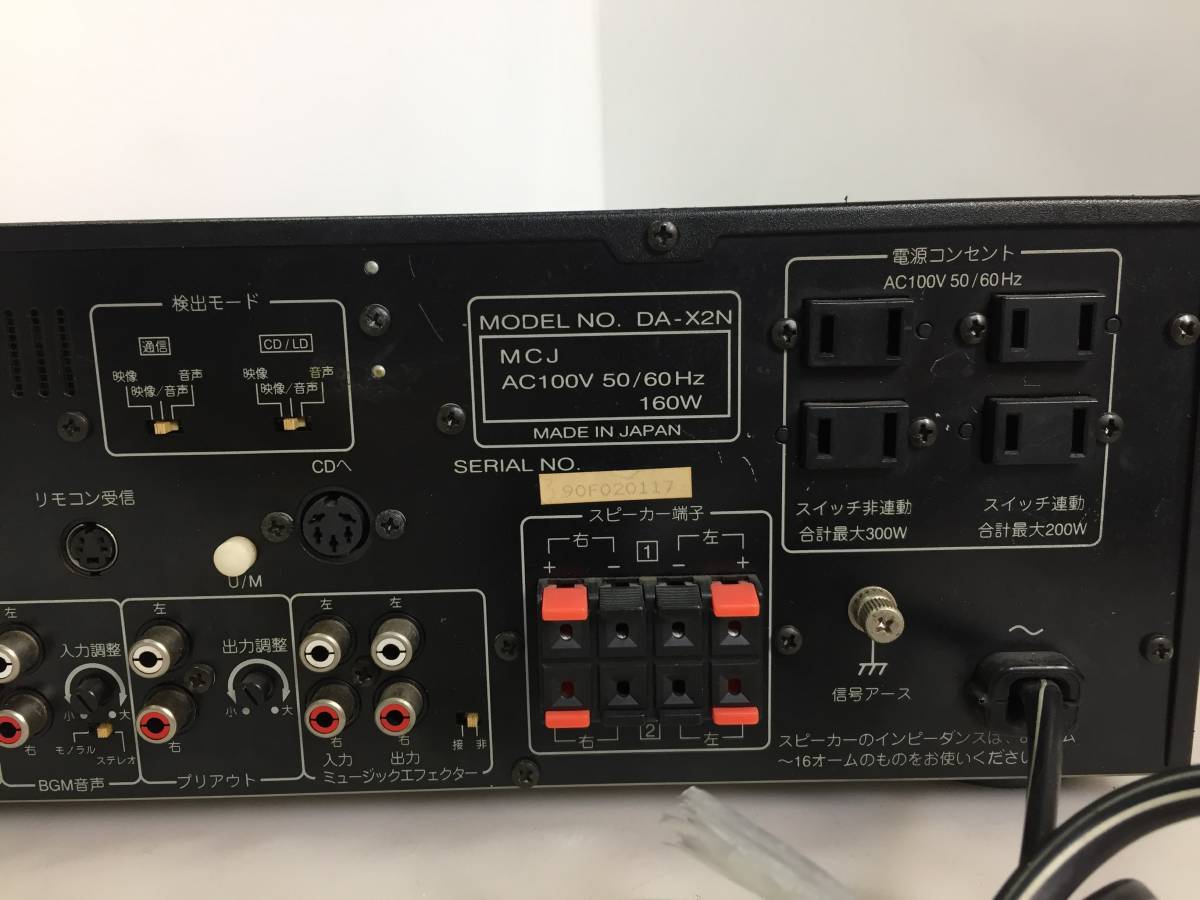 検出モード
通信
映像 音声
映像/音声
CD/LD
映像 音声
映像/音声
MODEL NO. DA-X2N
MCJ
AC100V 50/60Hz
160W
MADE IN JAPAN
SERIAL NO.
90F020117
電源コンセント
AC100V 50/60Hz
スイッチ非連動
合計最大300W
スイッチ連動
合計最大200W
リモコン受信
U/M
CDへ
スピーカー端子
右 1 左
+ − − +
右 2 左
信号アース
〜
スピーカーのインピーダンスは、
〜16オームのものをお使いください
左
右
入力調整
小 大
モノラル
ステレオ
BGM音声
左
右
出力調整
小 大
プリアウト
左 左
右 右
入力 出力
接 非
ミュージックエフェクター